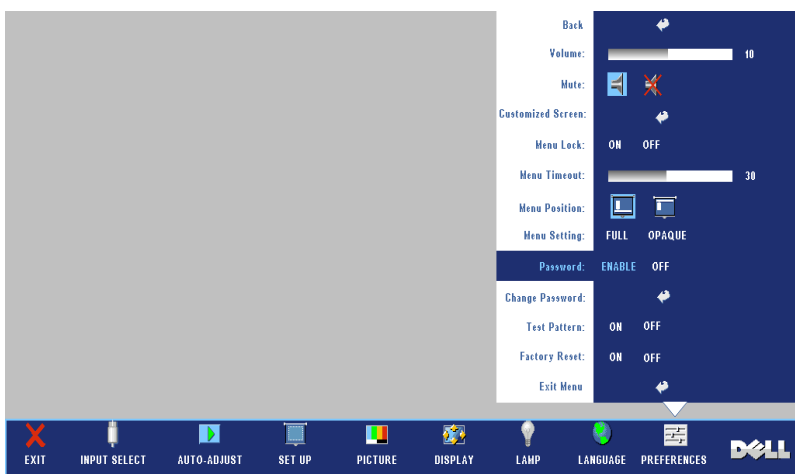 Back
Volume: 10
Mute:
Customized Screen:
Menu Lock: ON OFF
Menu Timeout: 30
Menu Position:
Menu Setting: FULL OPAQUE
Password: ENABLE OFF
Change Password:
Test Pattern: ON OFF
Factory Reset: ON OFF
Exit Menu
EXIT INPUT SELECT AUTO-ADJUST SET UP PICTURE DISPLAY LAMP LANGUAGE PREFERENCES DELL